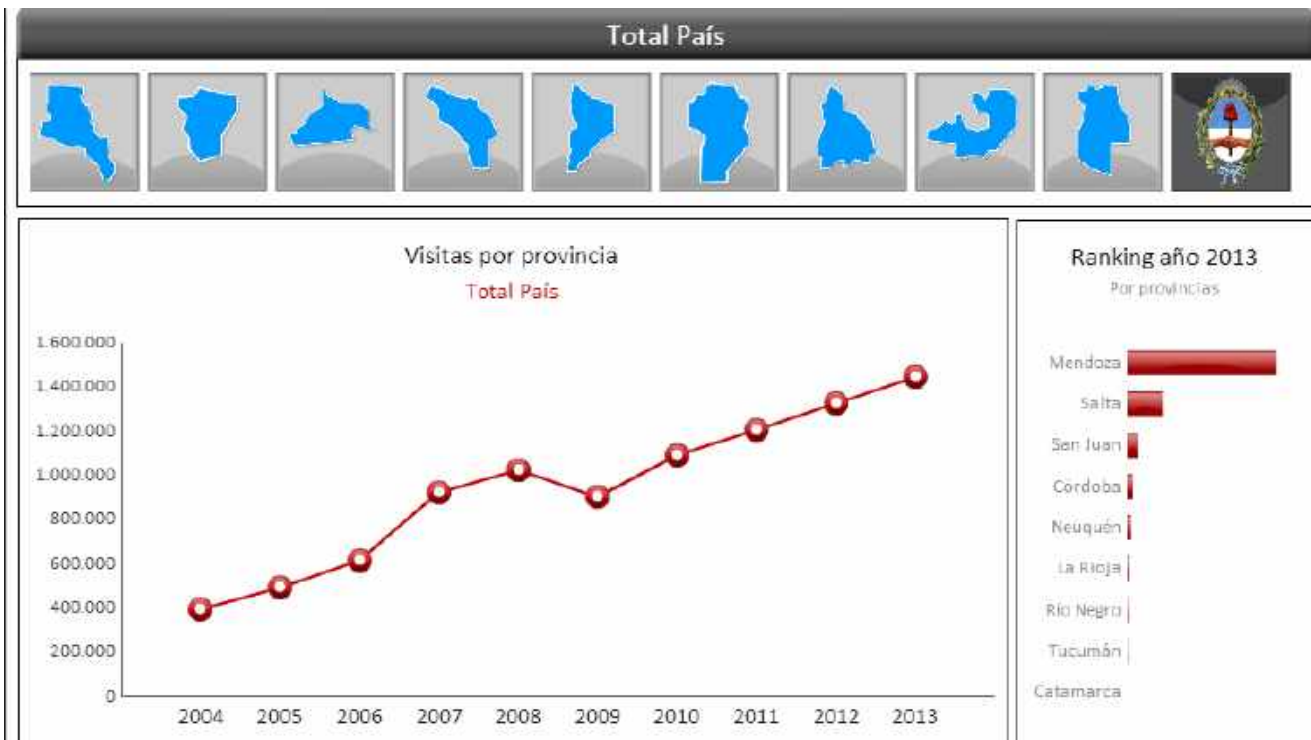 Total País
Visitas por provincia
Total País
1.600.000
1.400.000
1.200.000
1.000.000
800.000
600.000
400.000
200.000
0
2004 2005 2006 2007 2008 2009 2010 2011 2012 2013
Ranking año 2013
Por provincias
Mendoza
Salta
San Juan
Córdoba
Neuquén
La Rioja
Río Negro
Tucumán
Catamarca